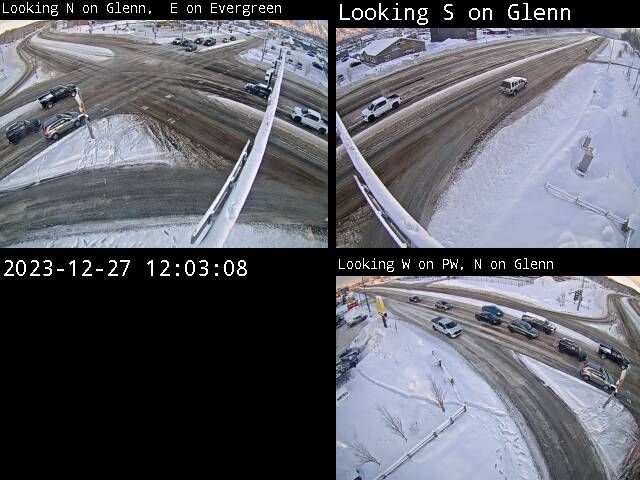 Looking N on Glenn,  E on Evergreen
Looking S on Glenn
2023-12-27 12:03:08
Looking W on PW, N on Glenn